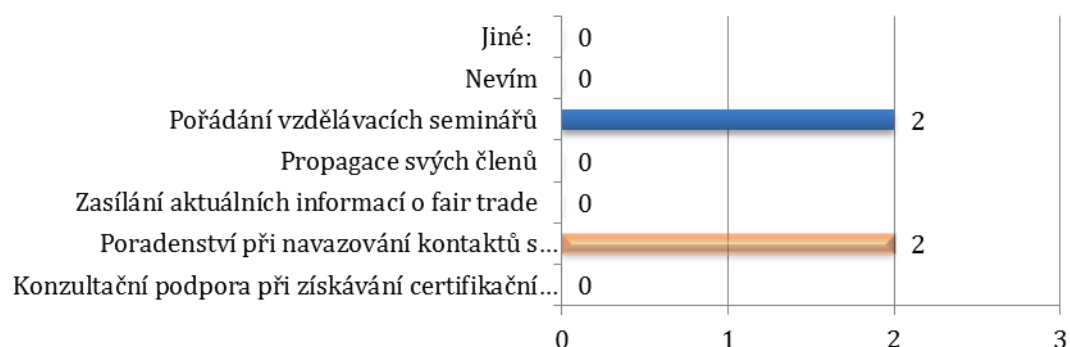 Jiné: 0
Nevím 0
Pořádání vzdělávacích seminářů 2
Propagace svých členů 0
Zasílání aktuálních informací o fair trade 0
Poradenství při navazování kontaktů s... 2
Konzultační podpora při získávání certifikační... 0
0 1 2 3